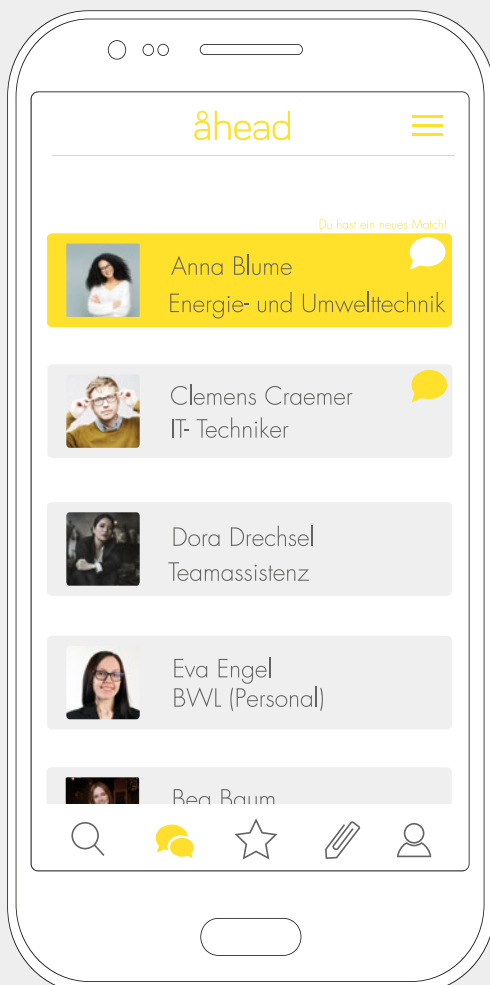 åhead
Du hast ein neues Match!
Anna Blume
Energie- und Umwelttechnik
Clemens Craemer
IT- Techniker
Dora Drechsel
Teamassistenz
Eva Engel
BWL (Personal)
Bea Baum